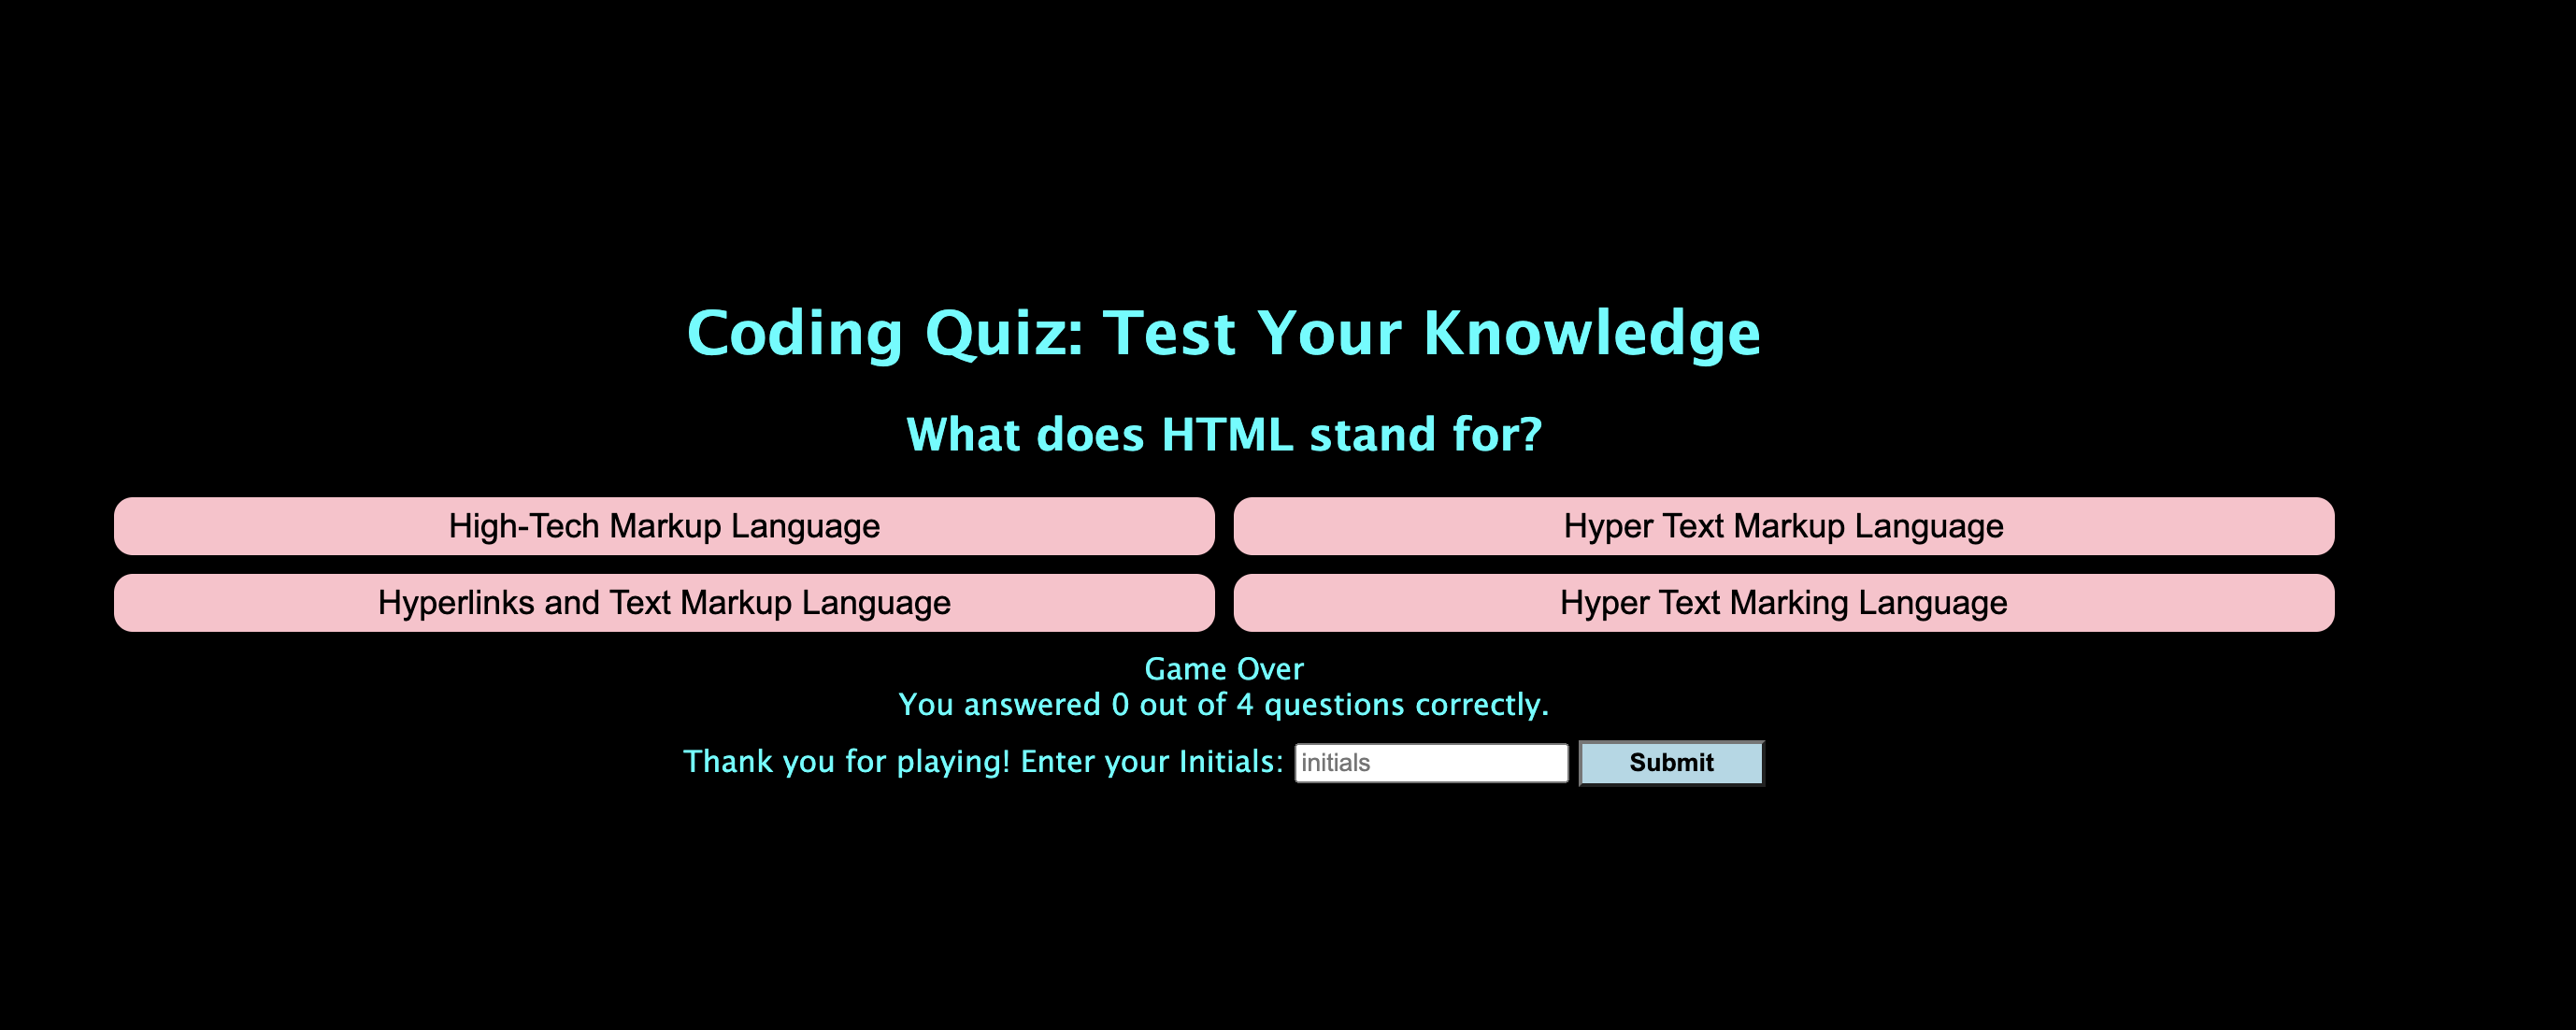 Coding Quiz: Test Your Knowledge
What does HTML stand for?
High-Tech Markup Language
Hyper Text Markup Language
Hyperlinks and Text Markup Language
Hyper Text Marking Language
Game Over
You answered 0 out of 4 questions correctly.
Thank you for playing! Enter your Initials: initials Submit